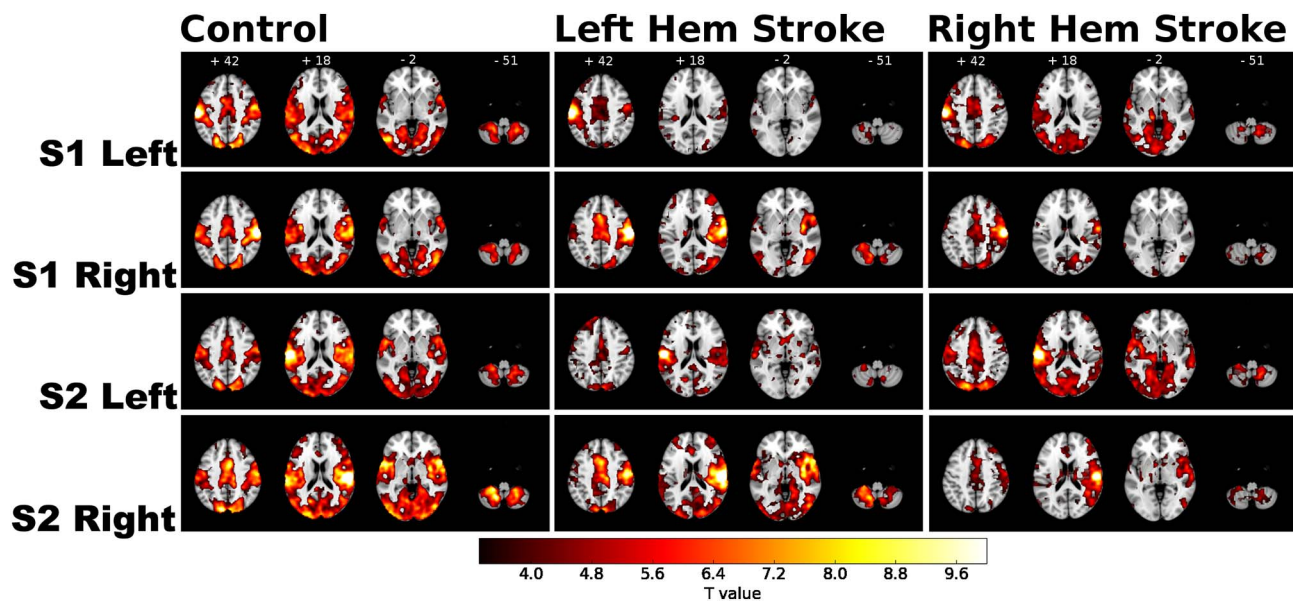 Control Left Hem Stroke Right Hem Stroke
+ 42 + 18 - 2 - 51 + 42 + 18 - 2 - 51 + 42 + 18 - 2 - 51
S1 Left
S1 Right
S2 Left
S2 Right
4.0 4.8 5.6 6.4 7.2 8.0 8.8 9.6
T value